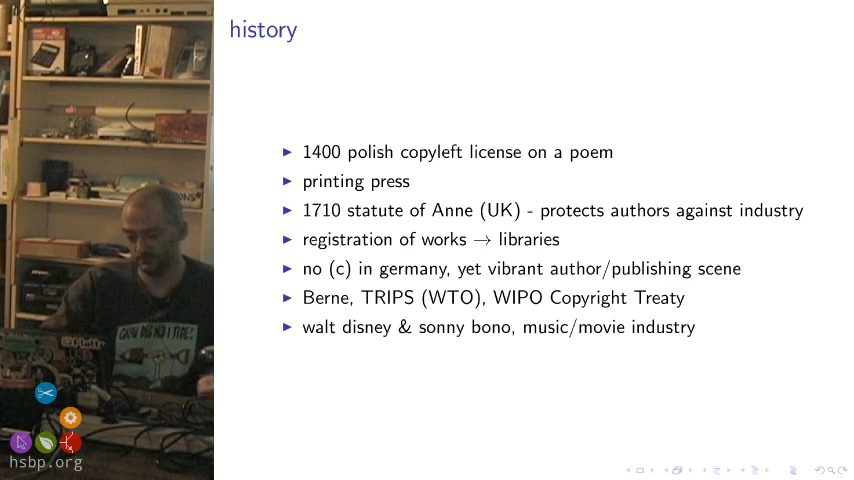 history
1400 polish copyleft license on a poem
printing press
1710 statute of Anne (UK) - protects authors against industry
registration of works → libraries
no (c) in germany, yet vibrant author/publishing scene
Berne, TRIPS (WTO), WIPO Copyright Treaty
walt disney & sonny bono, music/movie industry
hsbp.org